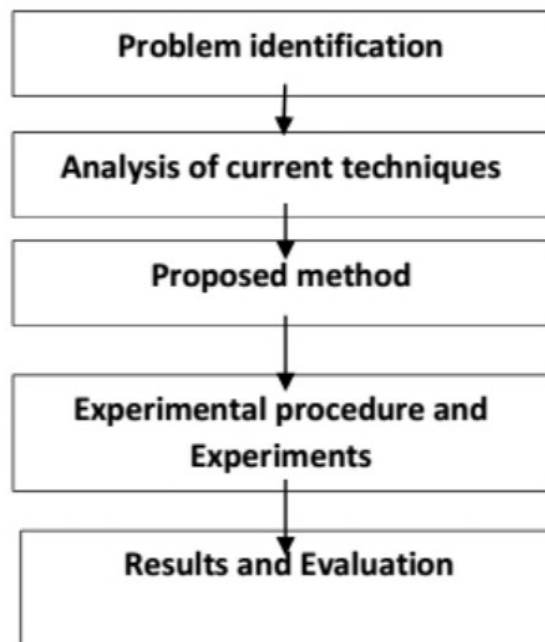 Problem identification
Analysis of current techniques
Proposed method
Experimental procedure and
Experiments
Results and Evaluation